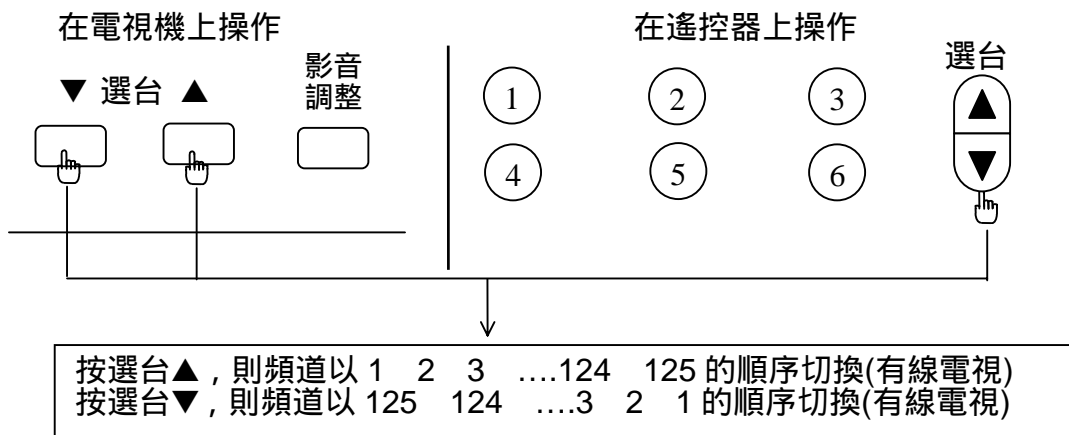 在電視機上操作
▼ 選台 ▲
影音
調整
在遙控器上操作
選台
1 2 3
4 5 6
▲
▼
按選台▲，則頻道以 1 2 3 ….124 125 的順序切換(有線電視)
按選台▼，則頻道以 125 124 ….3 2 1 的順序切換(有線電視)